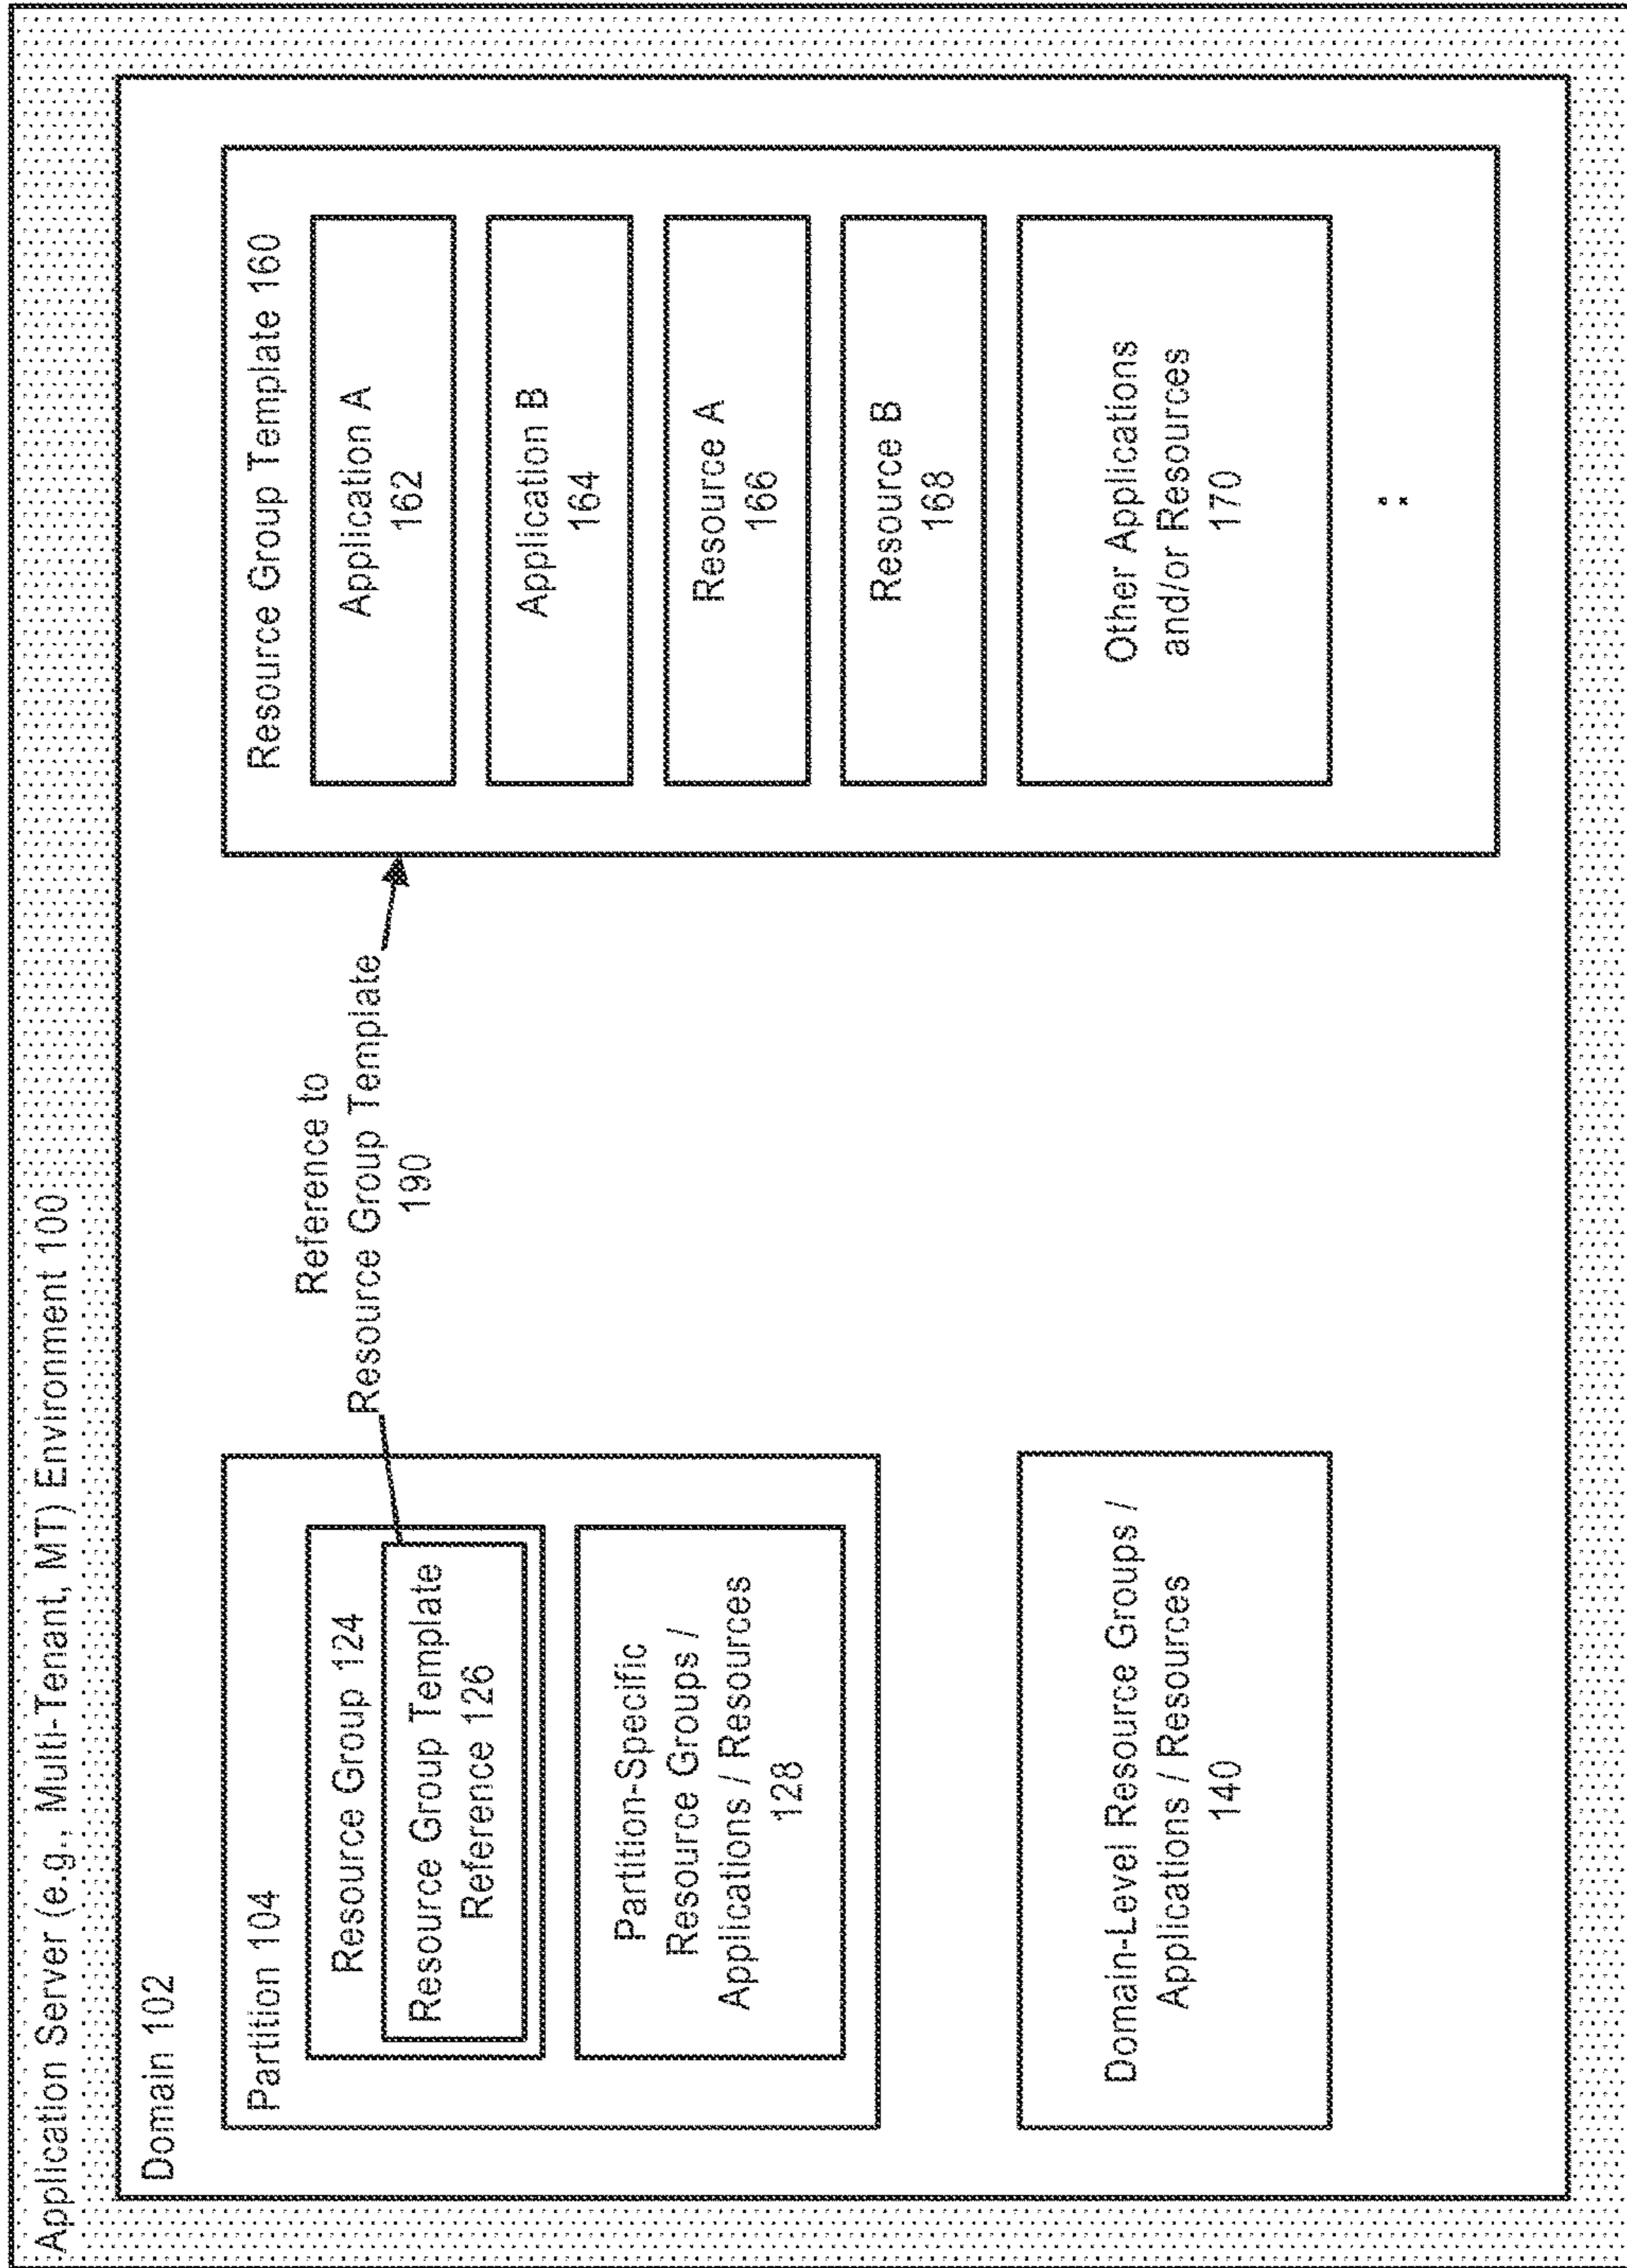 Application Server (e.g., Multi-Tenant, MT) Environment 100
Domain 102
Partition 104
Resource Group 124
Resource Group Template
Reference 126
Partition-Specific
Resource Groups /
Applications / Resources
128
Domain-Level Resource Groups /
Applications / Resources
140
Reference to
Resource Group Template
190
Resource Group Template 160
Application A
162
Application B
164
Resource A
166
Resource B
168
Other Applications
and/or Resources
170